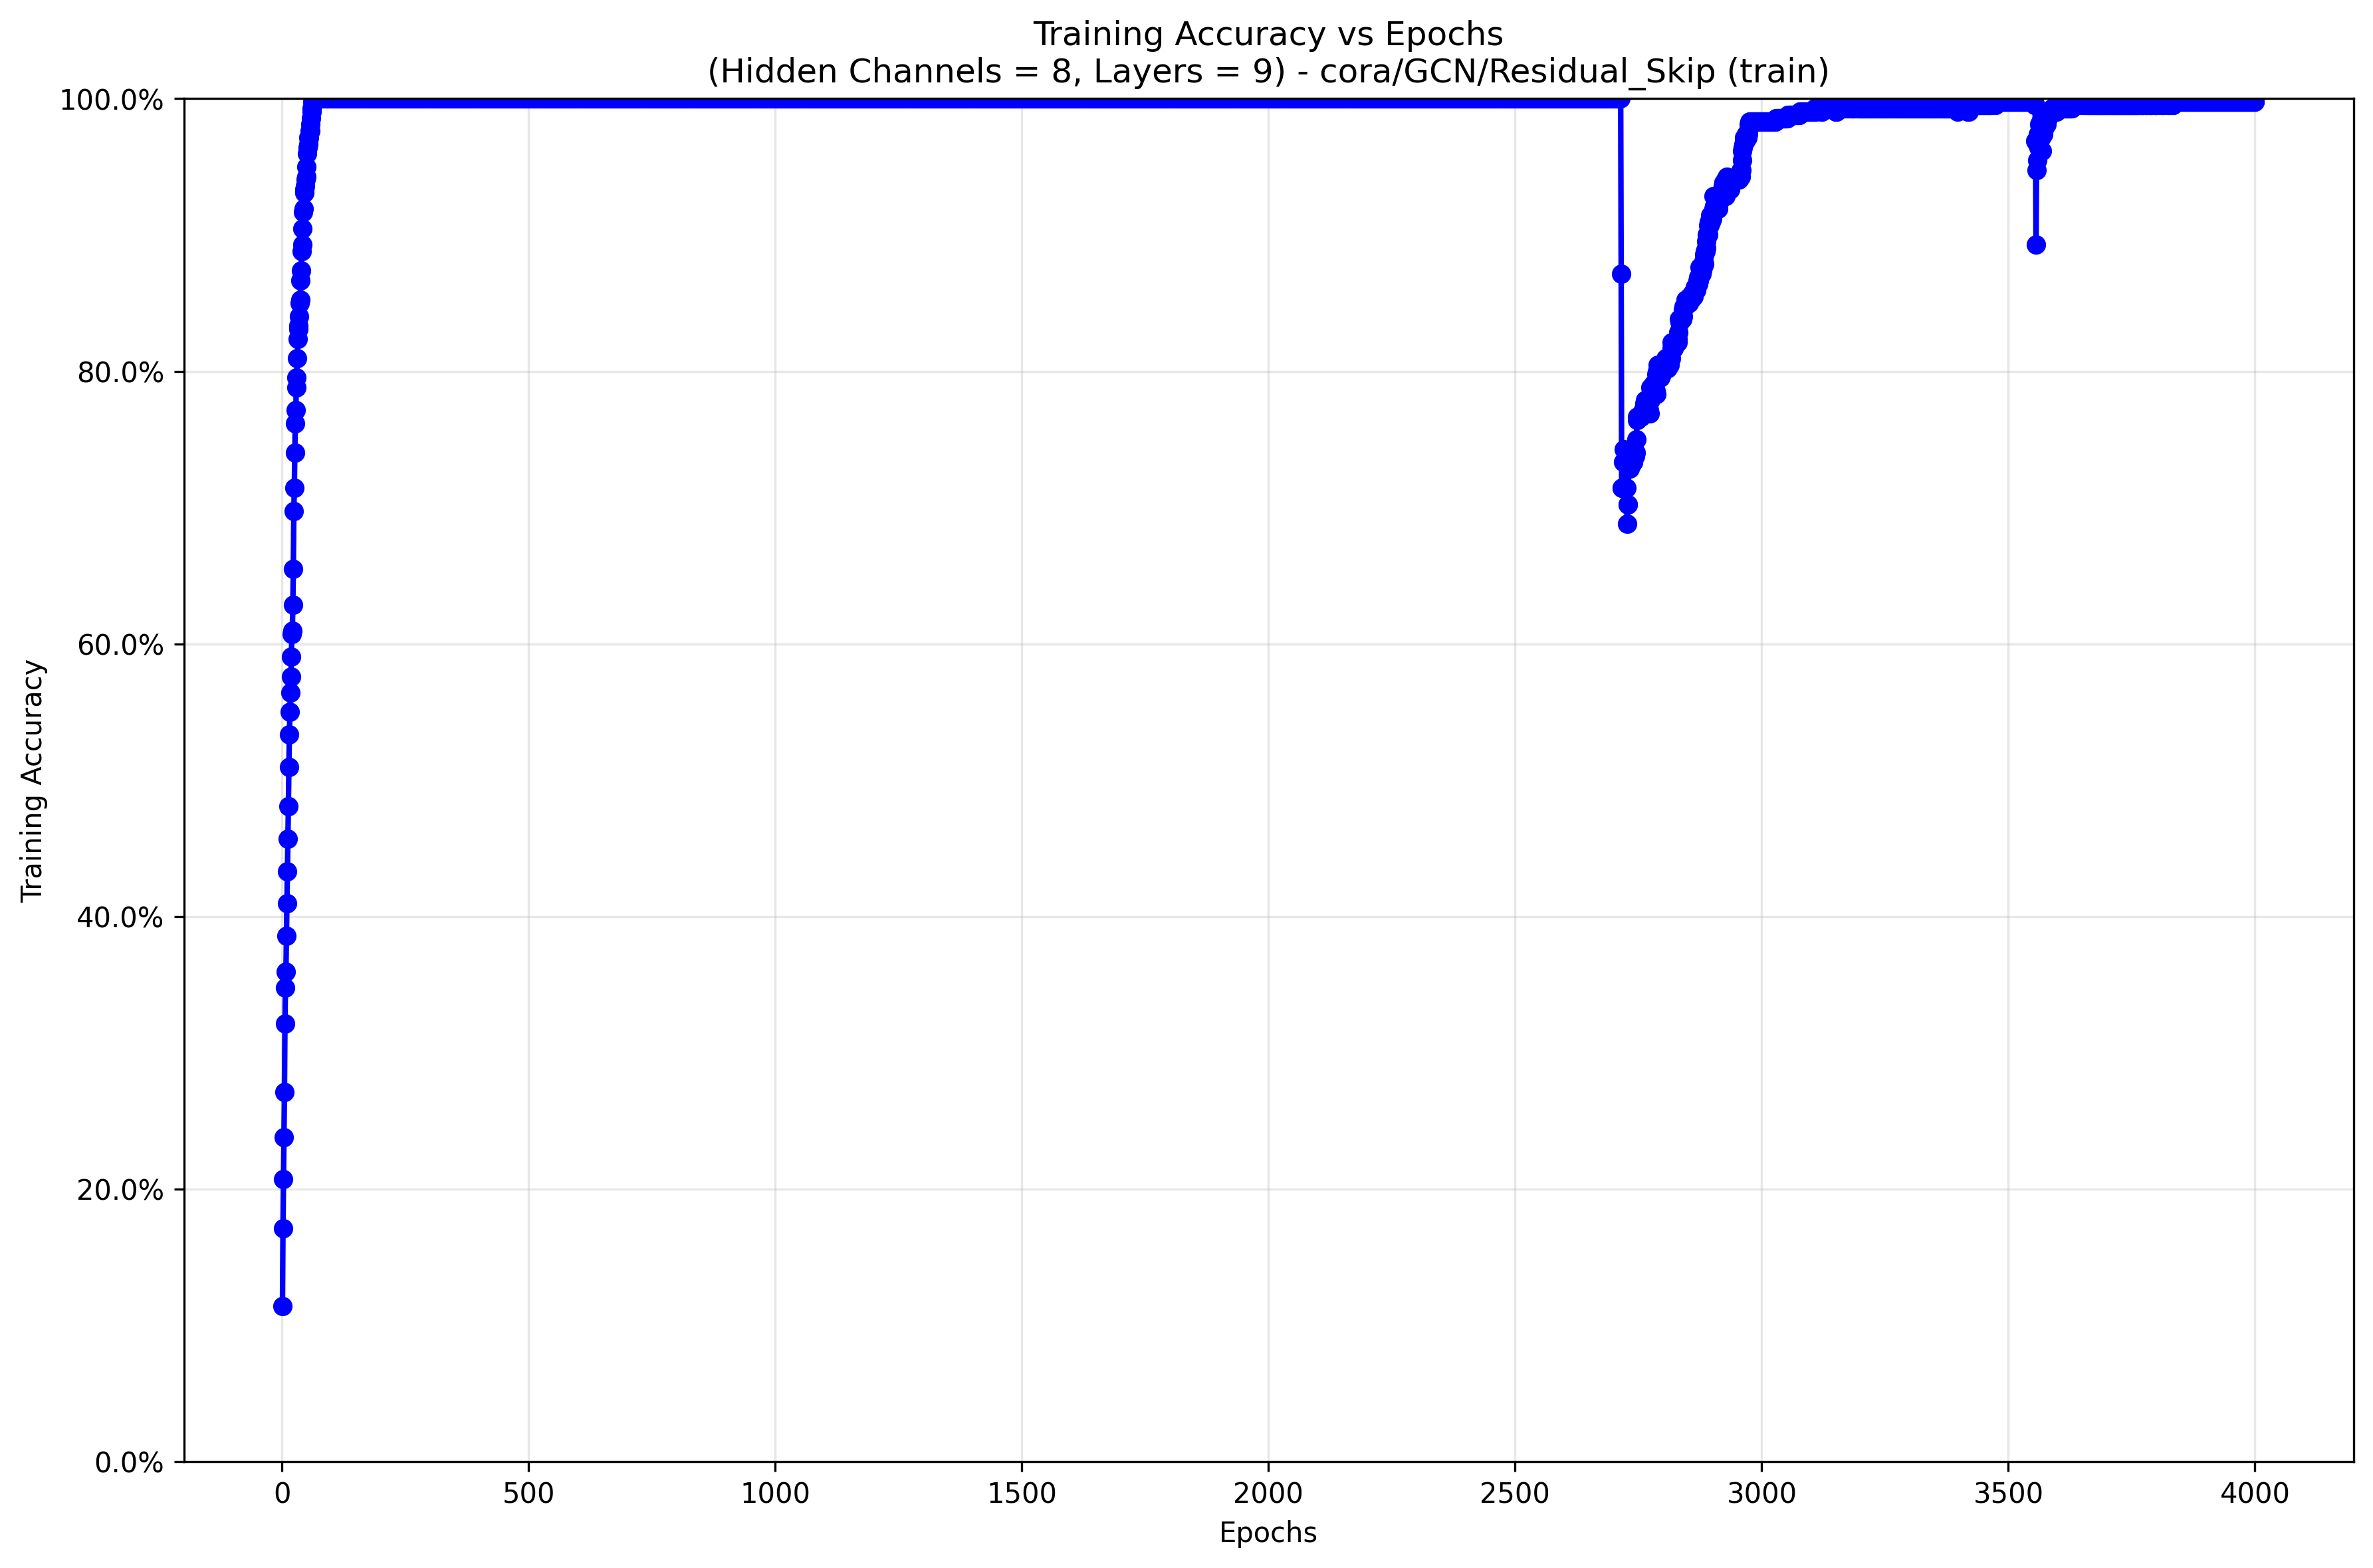 Training Accuracy vs Epochs
(Hidden Channels = 8, Layers = 9) - cora/GCN/Residual_Skip (train)
Training Accuracy
100.0%
80.0%
60.0%
40.0%
20.0%
0.0%
0 500 1000 1500 2000 2500 3000 3500 4000
Epochs